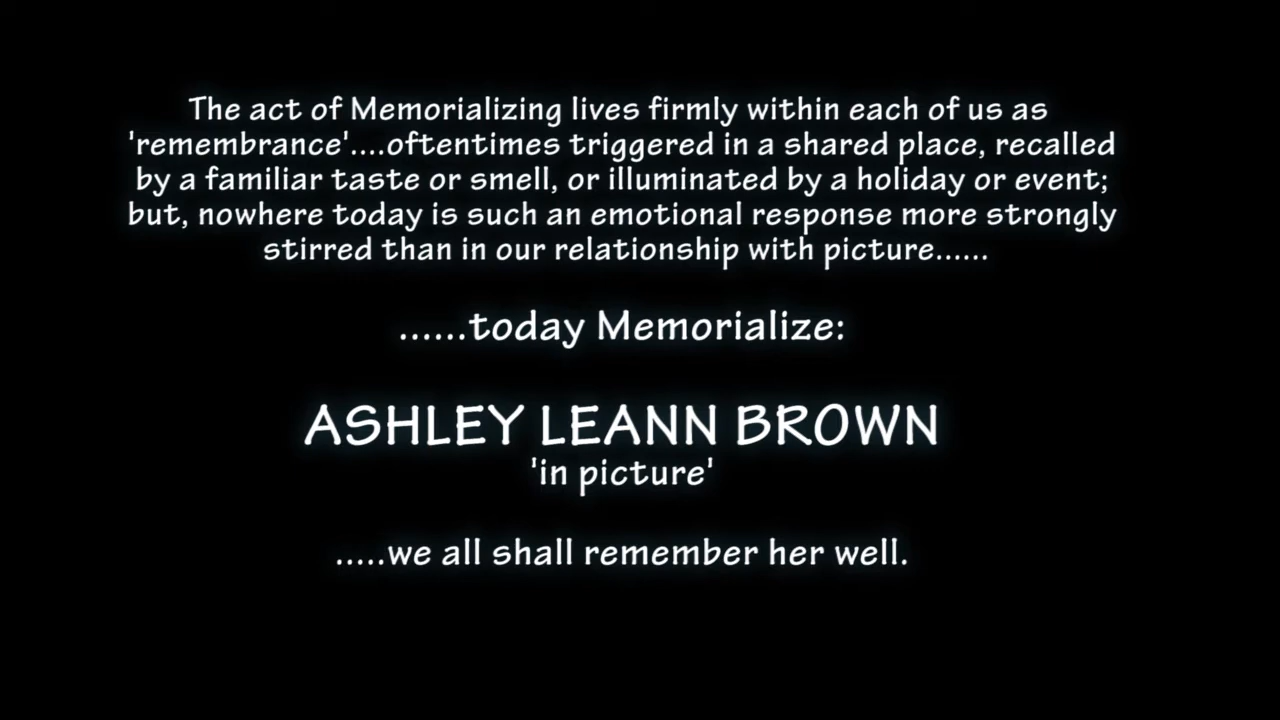 The act of Memorializing lives firmly within each of us as
'remembrance'....oftentimes triggered in a shared place, recalled
by a familiar taste or smell, or illuminated by a holiday or event;
but, nowhere today is such an emotional response more strongly
stirred than in our relationship with picture......
......today Memorialize:
ASHLEY LEANN BROWN
'in picture'
.....we all shall remember her well.